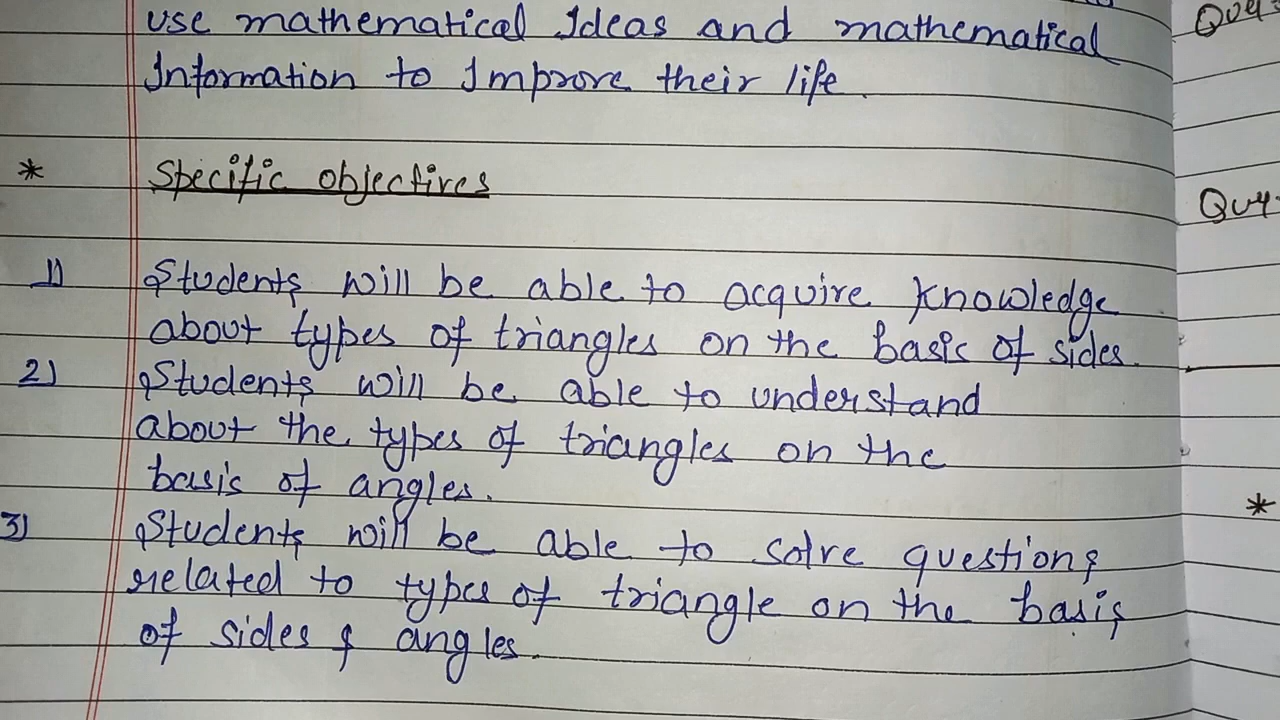 use mathematical Ideas and mathematical
Information to Improve their life.
* Specific objectives
1) Students will be able to acquire knowledge
about types of triangles on the basis of sides.
2) Students will be able to understand
about the types of triangles on the
basis of angles.
3) Students will be able to solve questions
related to types of triangle on the basis
of sides & angles.
Que
Que
*